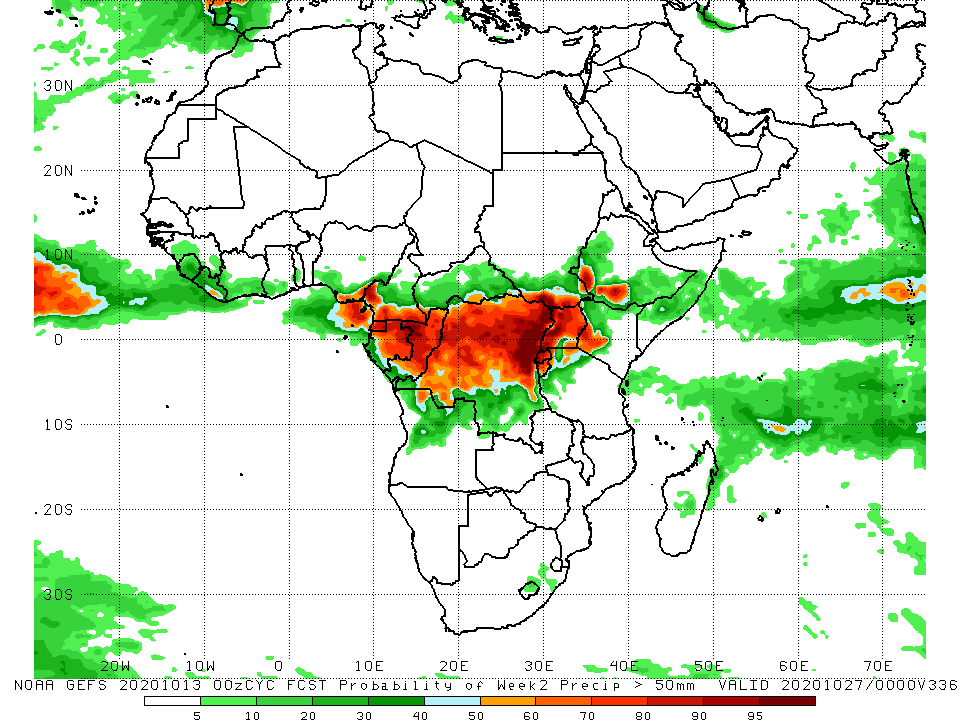 30N
20N
10N
0
10S
20S
30S
20W 10W 0 10E 20E 30E 40E 50E 60E 70E
NOAA GEFS 20201013 00zCYC FCST Probability of Week2 Precip > 50mm VALID 20201027/0000V336
5 10 20 30 40 50 60 70 80 90 95